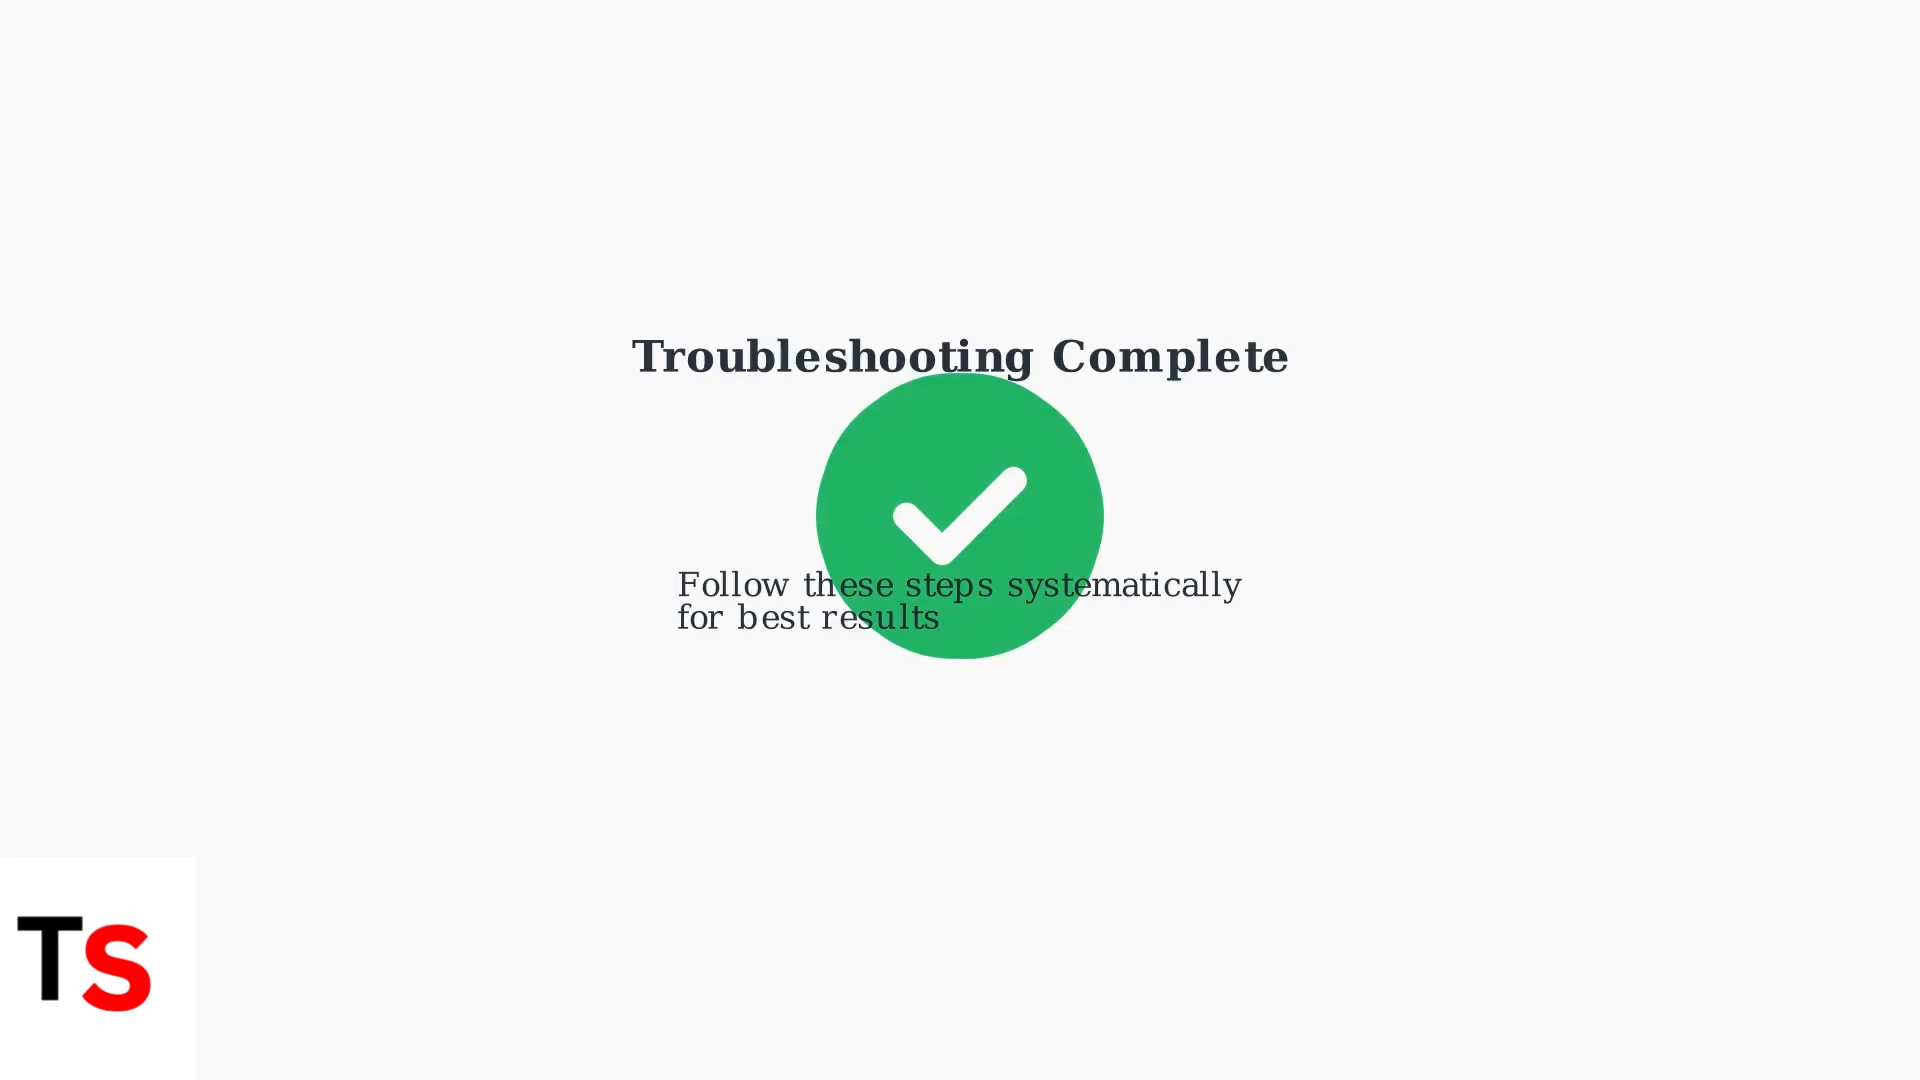 Troubleshooting Complete
Follow these steps systematically
for best results
TS